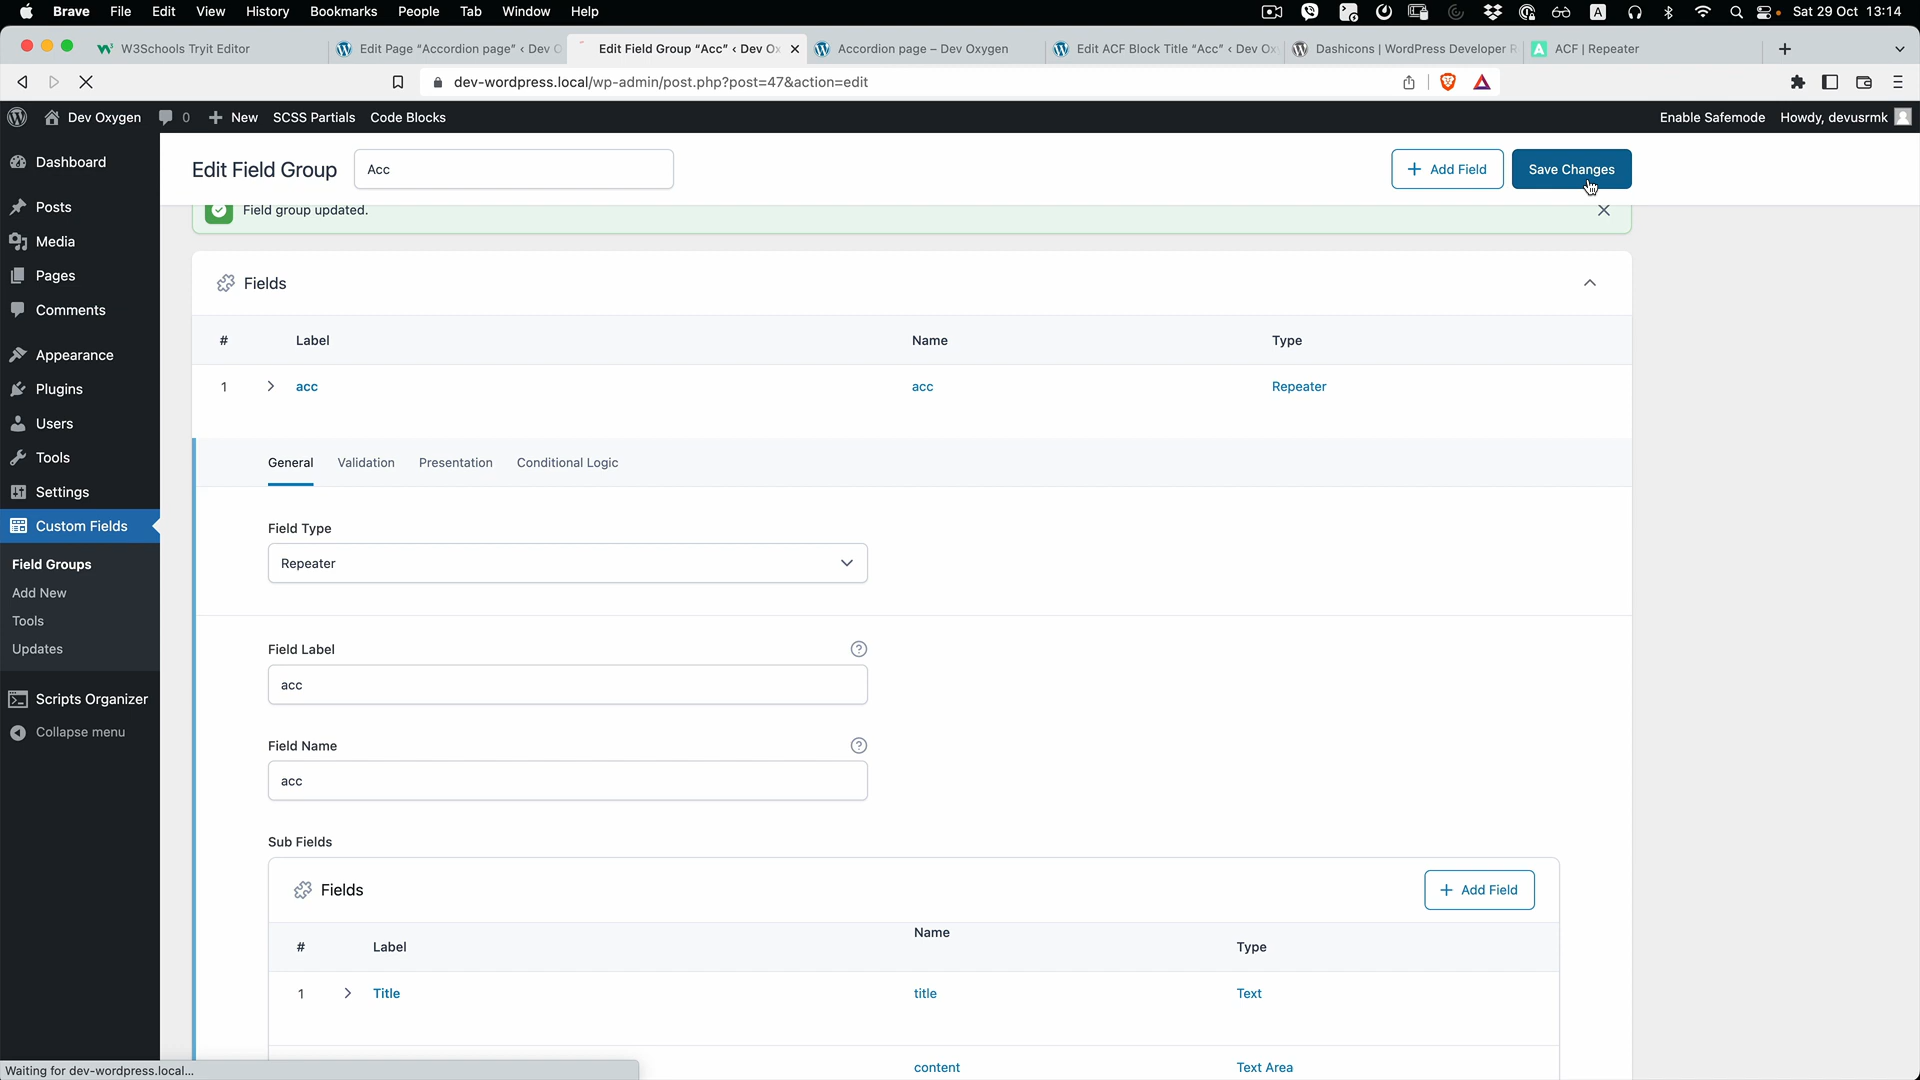 Brave File Edit View History Bookmarks People Tab Window Help
A
Sat 29 Oct 13:14
W3Schools Tryit Editor
Edit Page “Accordion page” ‹ Dev O
Edit Field Group “Acc” ‹ Dev Ox
Accordion page – Dev Oxygen
Edit ACF Block Title “Acc” ‹ Dev Ox
Dashicons | WordPress Developer R
A
ACF | Repeater
dev-wordpress.local/wp-admin/post.php?post=47&action=edit
Dev Oxygen
0
New
SCSS Partials
Code Blocks
Enable Safemode
Howdy, devusrmk
Dashboard
Posts
Media
Pages
Comments
Appearance
Plugins
Users
Tools
Settings
Custom Fields
Field Groups
Add New
Tools
Updates
Scripts Organizer
Collapse menu
Edit Field Group
Acc
Add Field
Save Changes
Field group updated.
Fields
# Label Name Type
1 acc acc Repeater
General Validation Presentation Conditional Logic
Field Type
Repeater
Field Label
acc
Field Name
acc
Sub Fields
Fields
Add Field
# Label Name Type
1 Title title Text
content Text Area
Waiting for dev-wordpress.local...